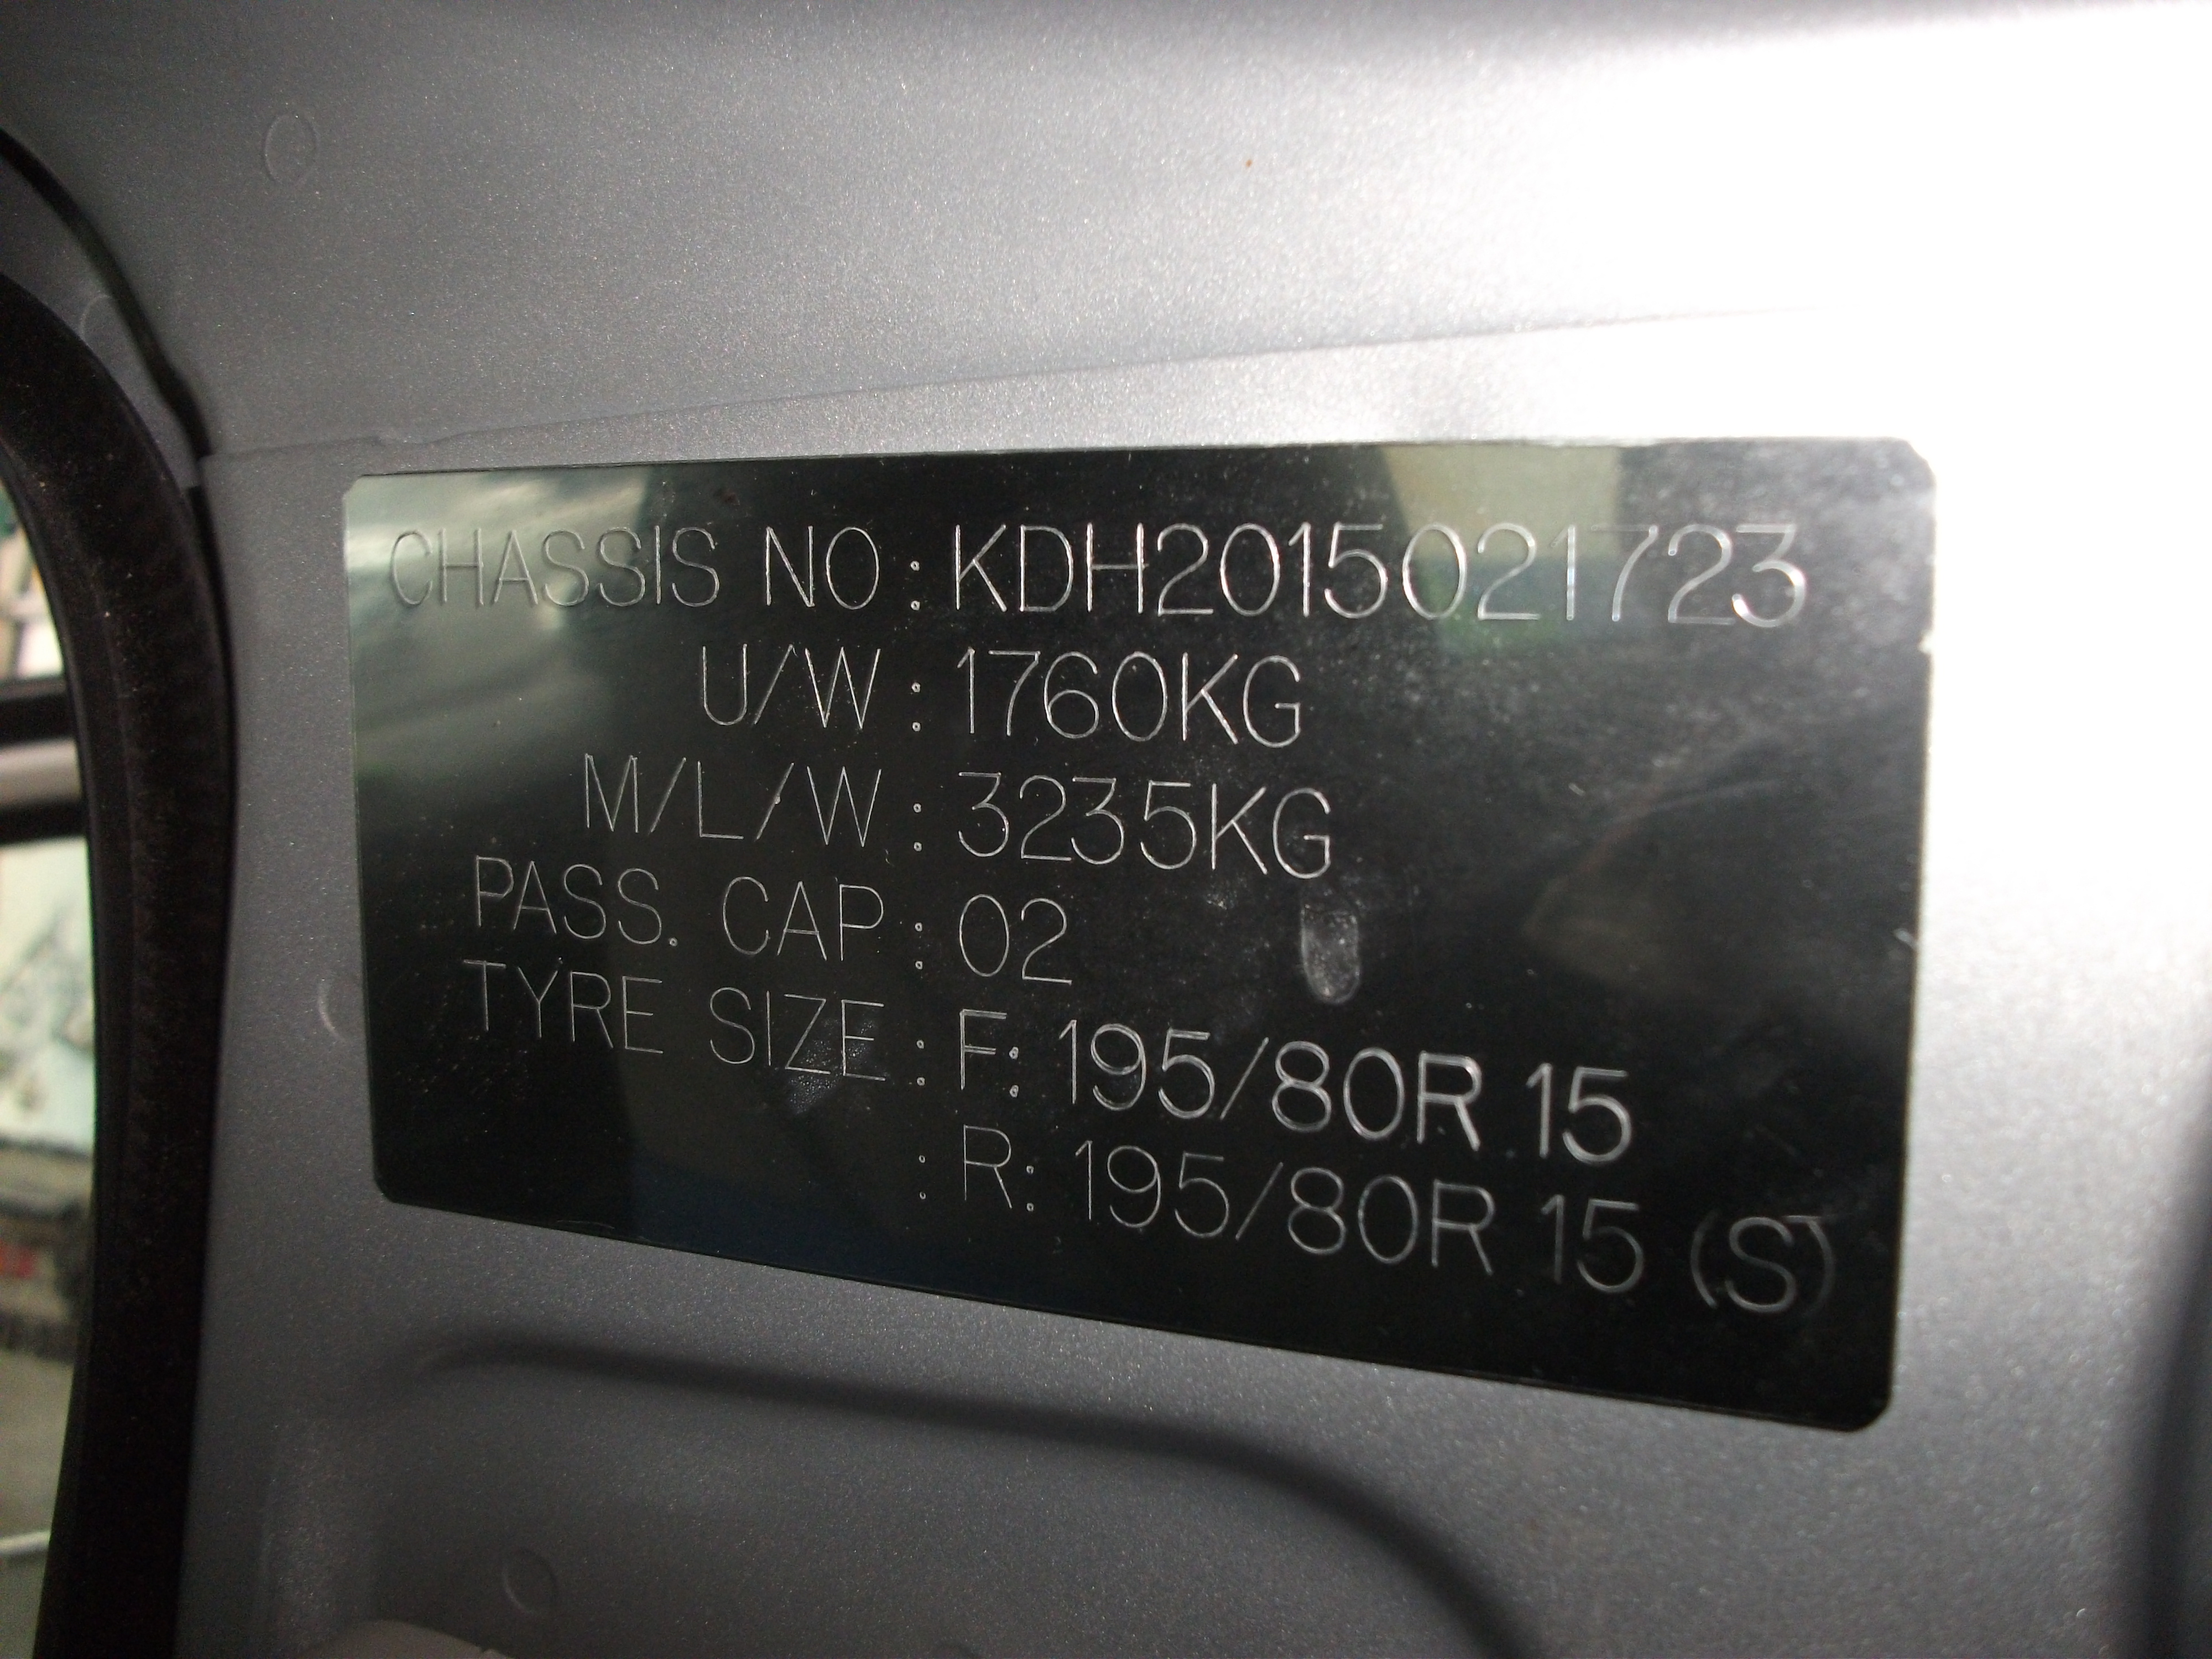 CHASSIS NO: KDH2015021723
U/W: 1760KG
M/L/W: 3235KG
PASS. CAP: 02
TYRE SIZE: F: 195/80R 15
: R: 195/80R 15 (S)